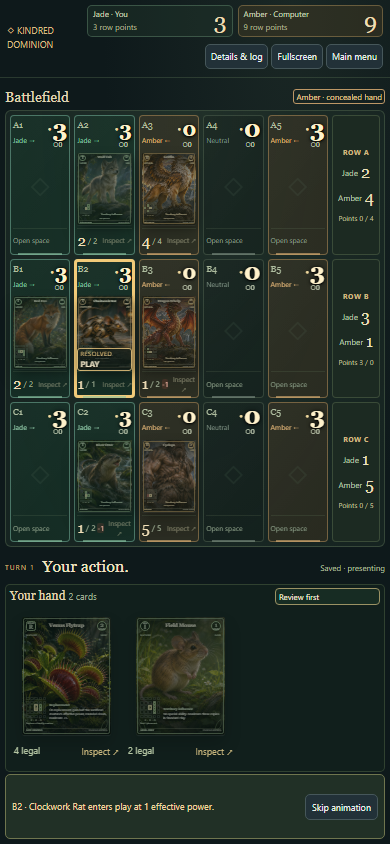 Jade · You
3 row points
3
Amber · Computer
9 row points
9
◇ KINDRED
DOMINION
Details & log
Fullscreen
Main menu
Battlefield
Amber · concealed hand
A1
3
Jade →
A2
3
Jade →
2 / 2
Inspect ↗
A3
0
Amber ←
4 / 4
Inspect ↗
A4
0
Neutral
A5
3
Amber ←
Open space
Open space
Open space
ROW A
Jade 2
Amber 4
Points 0 / 4
B1
3
Jade →
2 / 2
Inspect ↗
B2
3
Jade →
RESOLVED
PLAY
1 / 1
Inspect ↗
B3
0
Amber ←
1 / 2 -1
Inspect ↗
B4
0
Neutral
Open space
B5
3
Amber ←
Open space
ROW B
Jade 3
Amber 1
Points 3 / 0
C1
3
Jade →
Open space
C2
3
Jade →
1 / 2 -1
Inspect ↗
C3
0
Amber ←
5 / 5
Inspect ↗
C4
0
Neutral
Open space
C5
3
Amber ←
Open space
ROW C
Jade 1
Amber 5
Points 0 / 5
TURN 1
Your action.
Saved · presenting
Your hand 2 cards
Review first
Venus Flytrap
Field Mouse
4 legal
Inspect ↗
2 legal
Inspect ↗
B2 · Clockwork Rat enters play at 1 effective power.
Skip animation